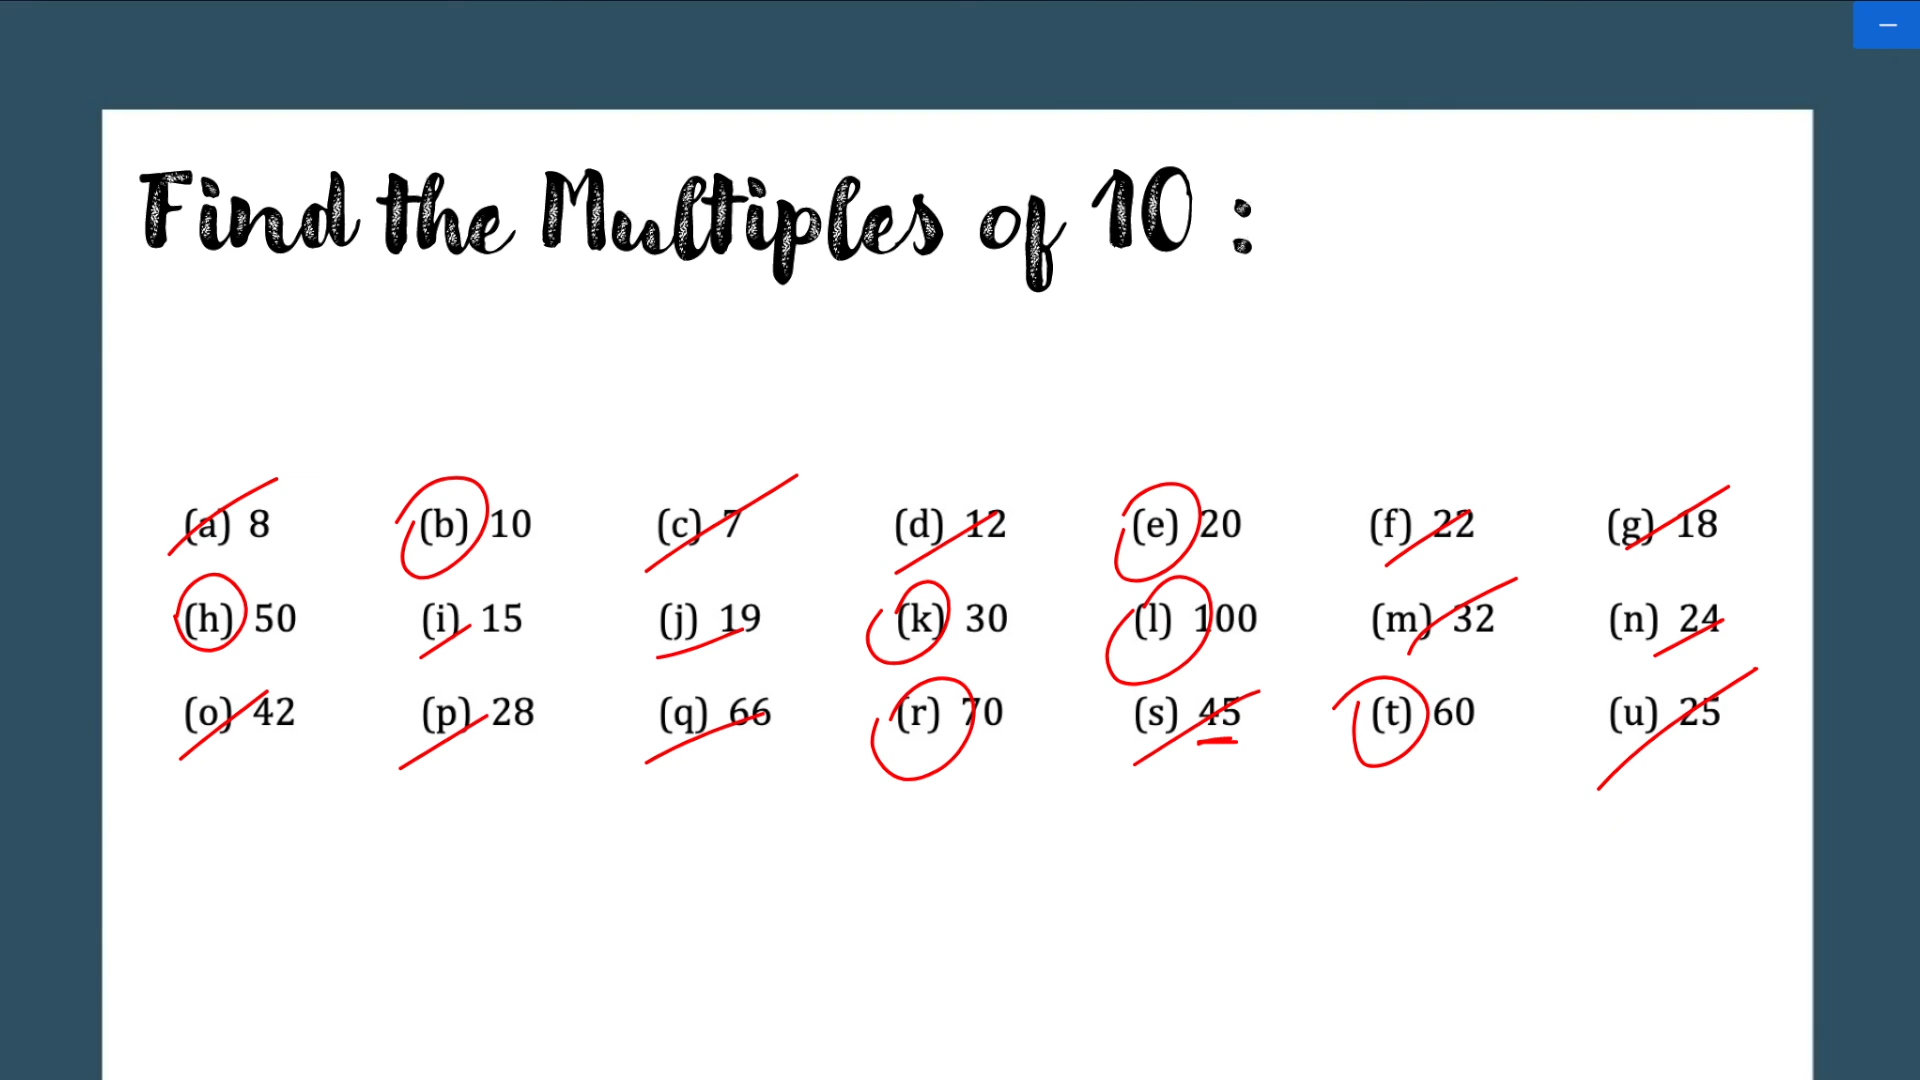 Find the Multiples of 10 :
(a) 8 (b) 10 (c) 7 (d) 12 (e) 20 (f) 22 (g) 18
(h) 50 (i) 15 (j) 19 (k) 30 (l) 100 (m) 32 (n) 24
(o) 42 (p) 28 (q) 66 (r) 70 (s) 45 (t) 60 (u) 25